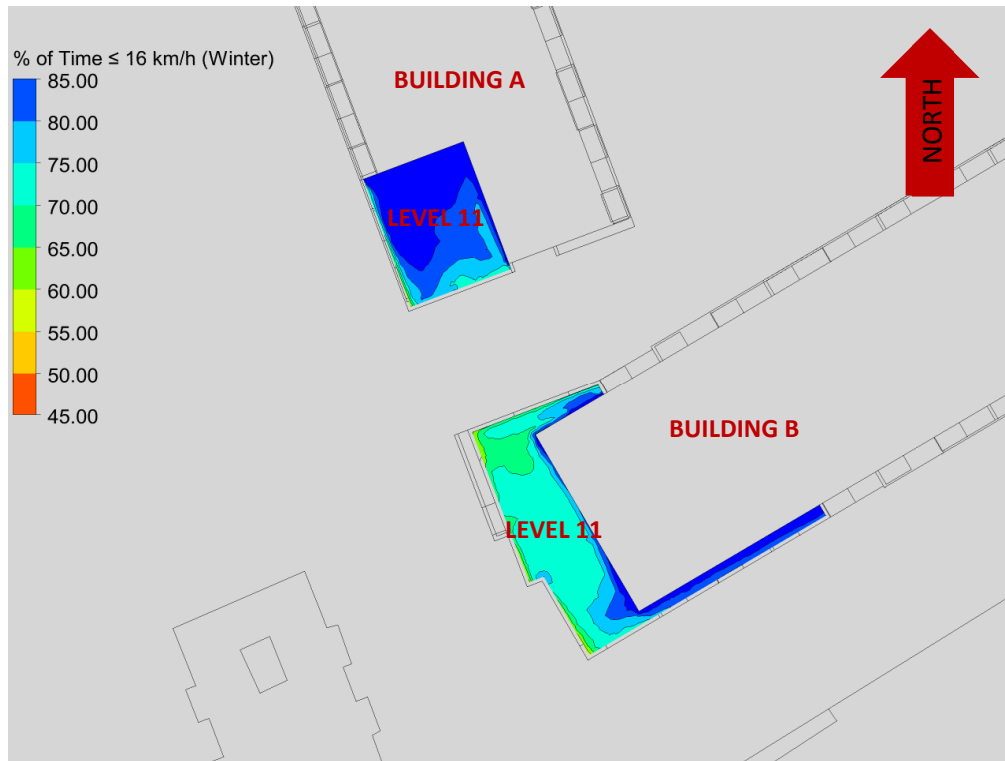 % of Time ≤ 16 km/h (Winter)
85.00
80.00
75.00
70.00
65.00
60.00
55.00
50.00
45.00
BUILDING A
NORTH
LEVEL 11
BUILDING B
LEVEL 11